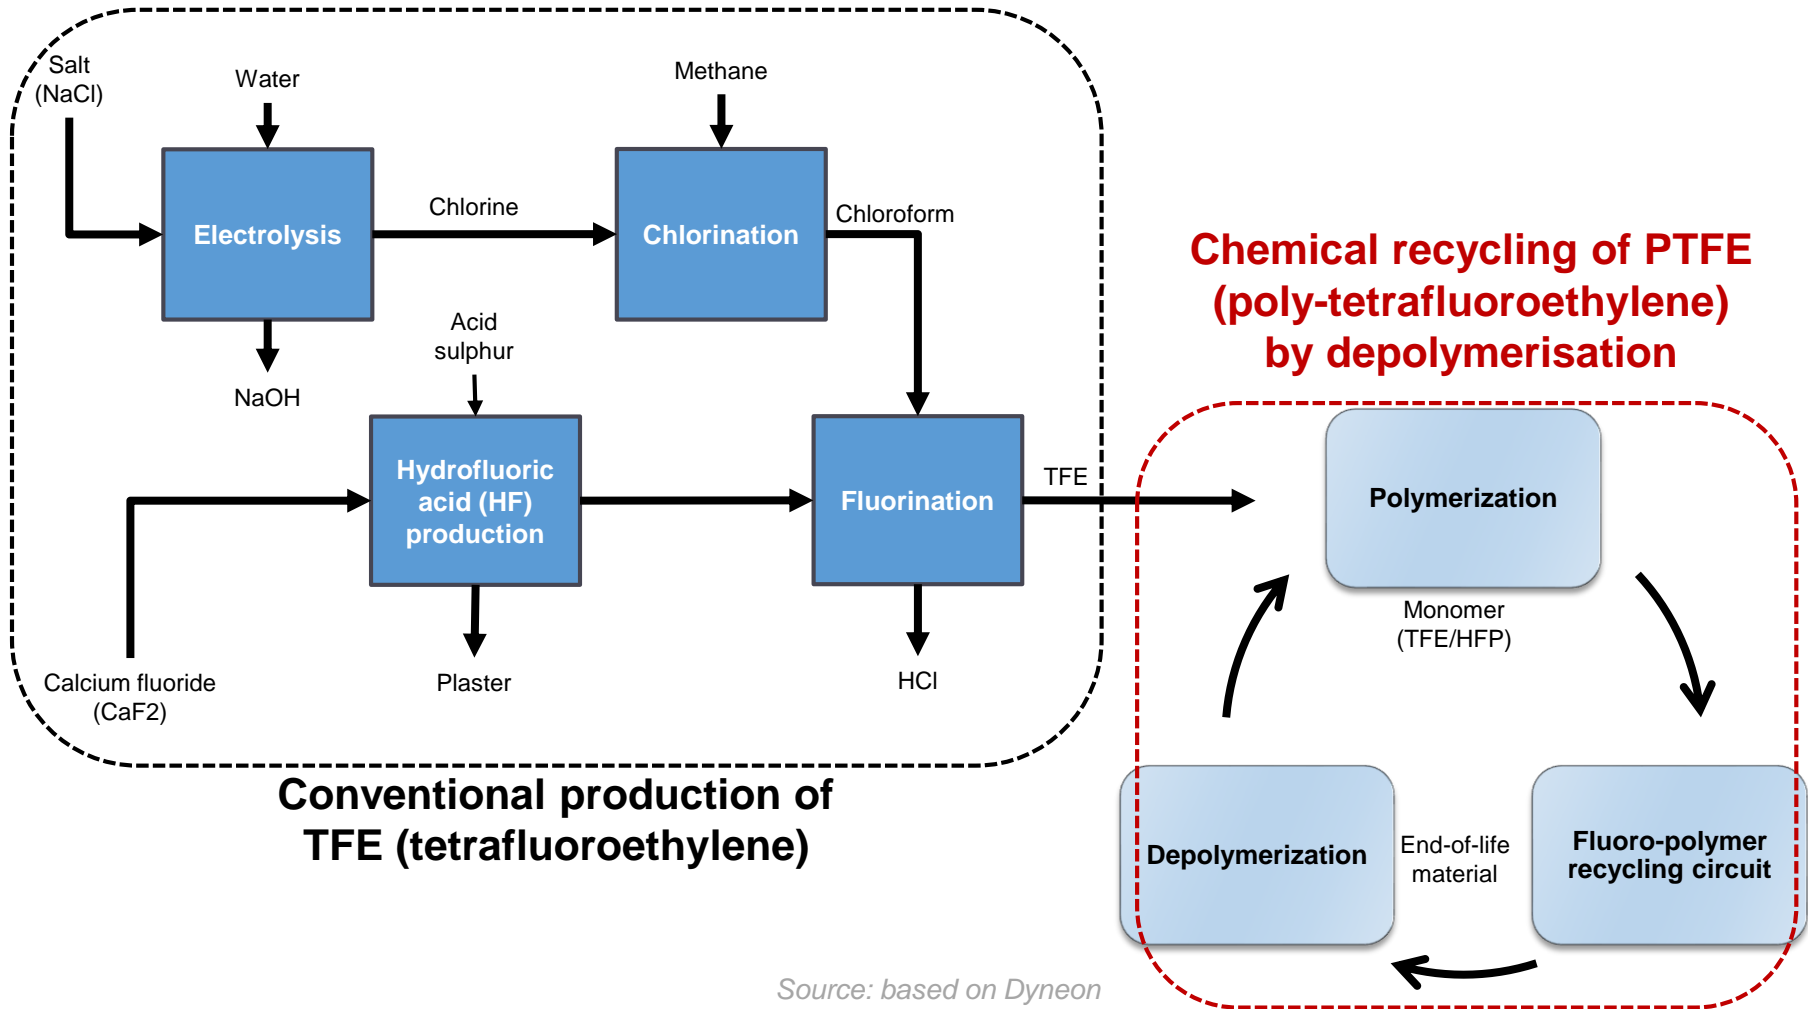 Salt
(NaCl)
Water
Methane
Electrolysis
Chlorine
Chlorination
Chloroform
NaOH
Acid
sulphur
Hydrofluoric
acid (HF)
production
Fluorination
TFE
Calcium fluoride
(CaF2)
Plaster
HCl
Conventional production of
TFE (tetrafluoroethylene)
Chemical recycling of PTFE
(poly-tetrafluoroethylene)
by depolymerisation
Polymerization
Monomer
(TFE/HFP)
Depolymerization
End-of-life
material
Fluoro-polymer
recycling circuit
Source: based on Dyneon